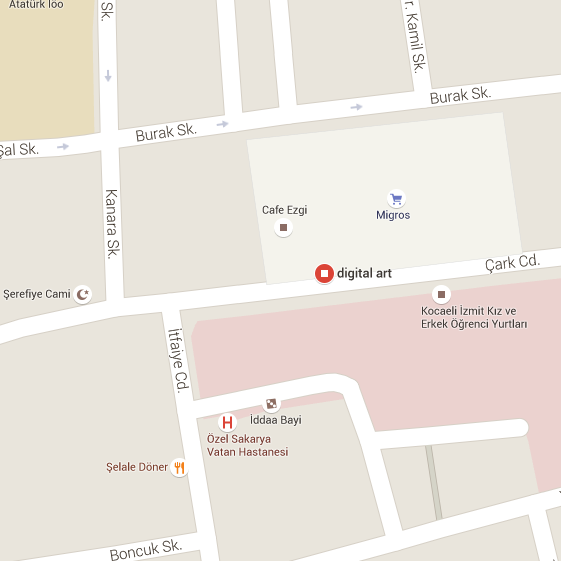 Atatürk İöo
Sk.
r. Kamil Sk.
Burak Sk.
Burak Sk.
Şal Sk.
Kanara Sk.
Cafe Ezgi
Migros
digital art
Çark Cd.
Şerefiye Cami
Kocaeli İzmit Kız ve
Erkek Öğrenci Yurtları
İtfaiye Cd.
İddaa Bayi
H
Özel Sakarya
Vatan Hastanesi
Şelale Döner
Boncuk Sk.